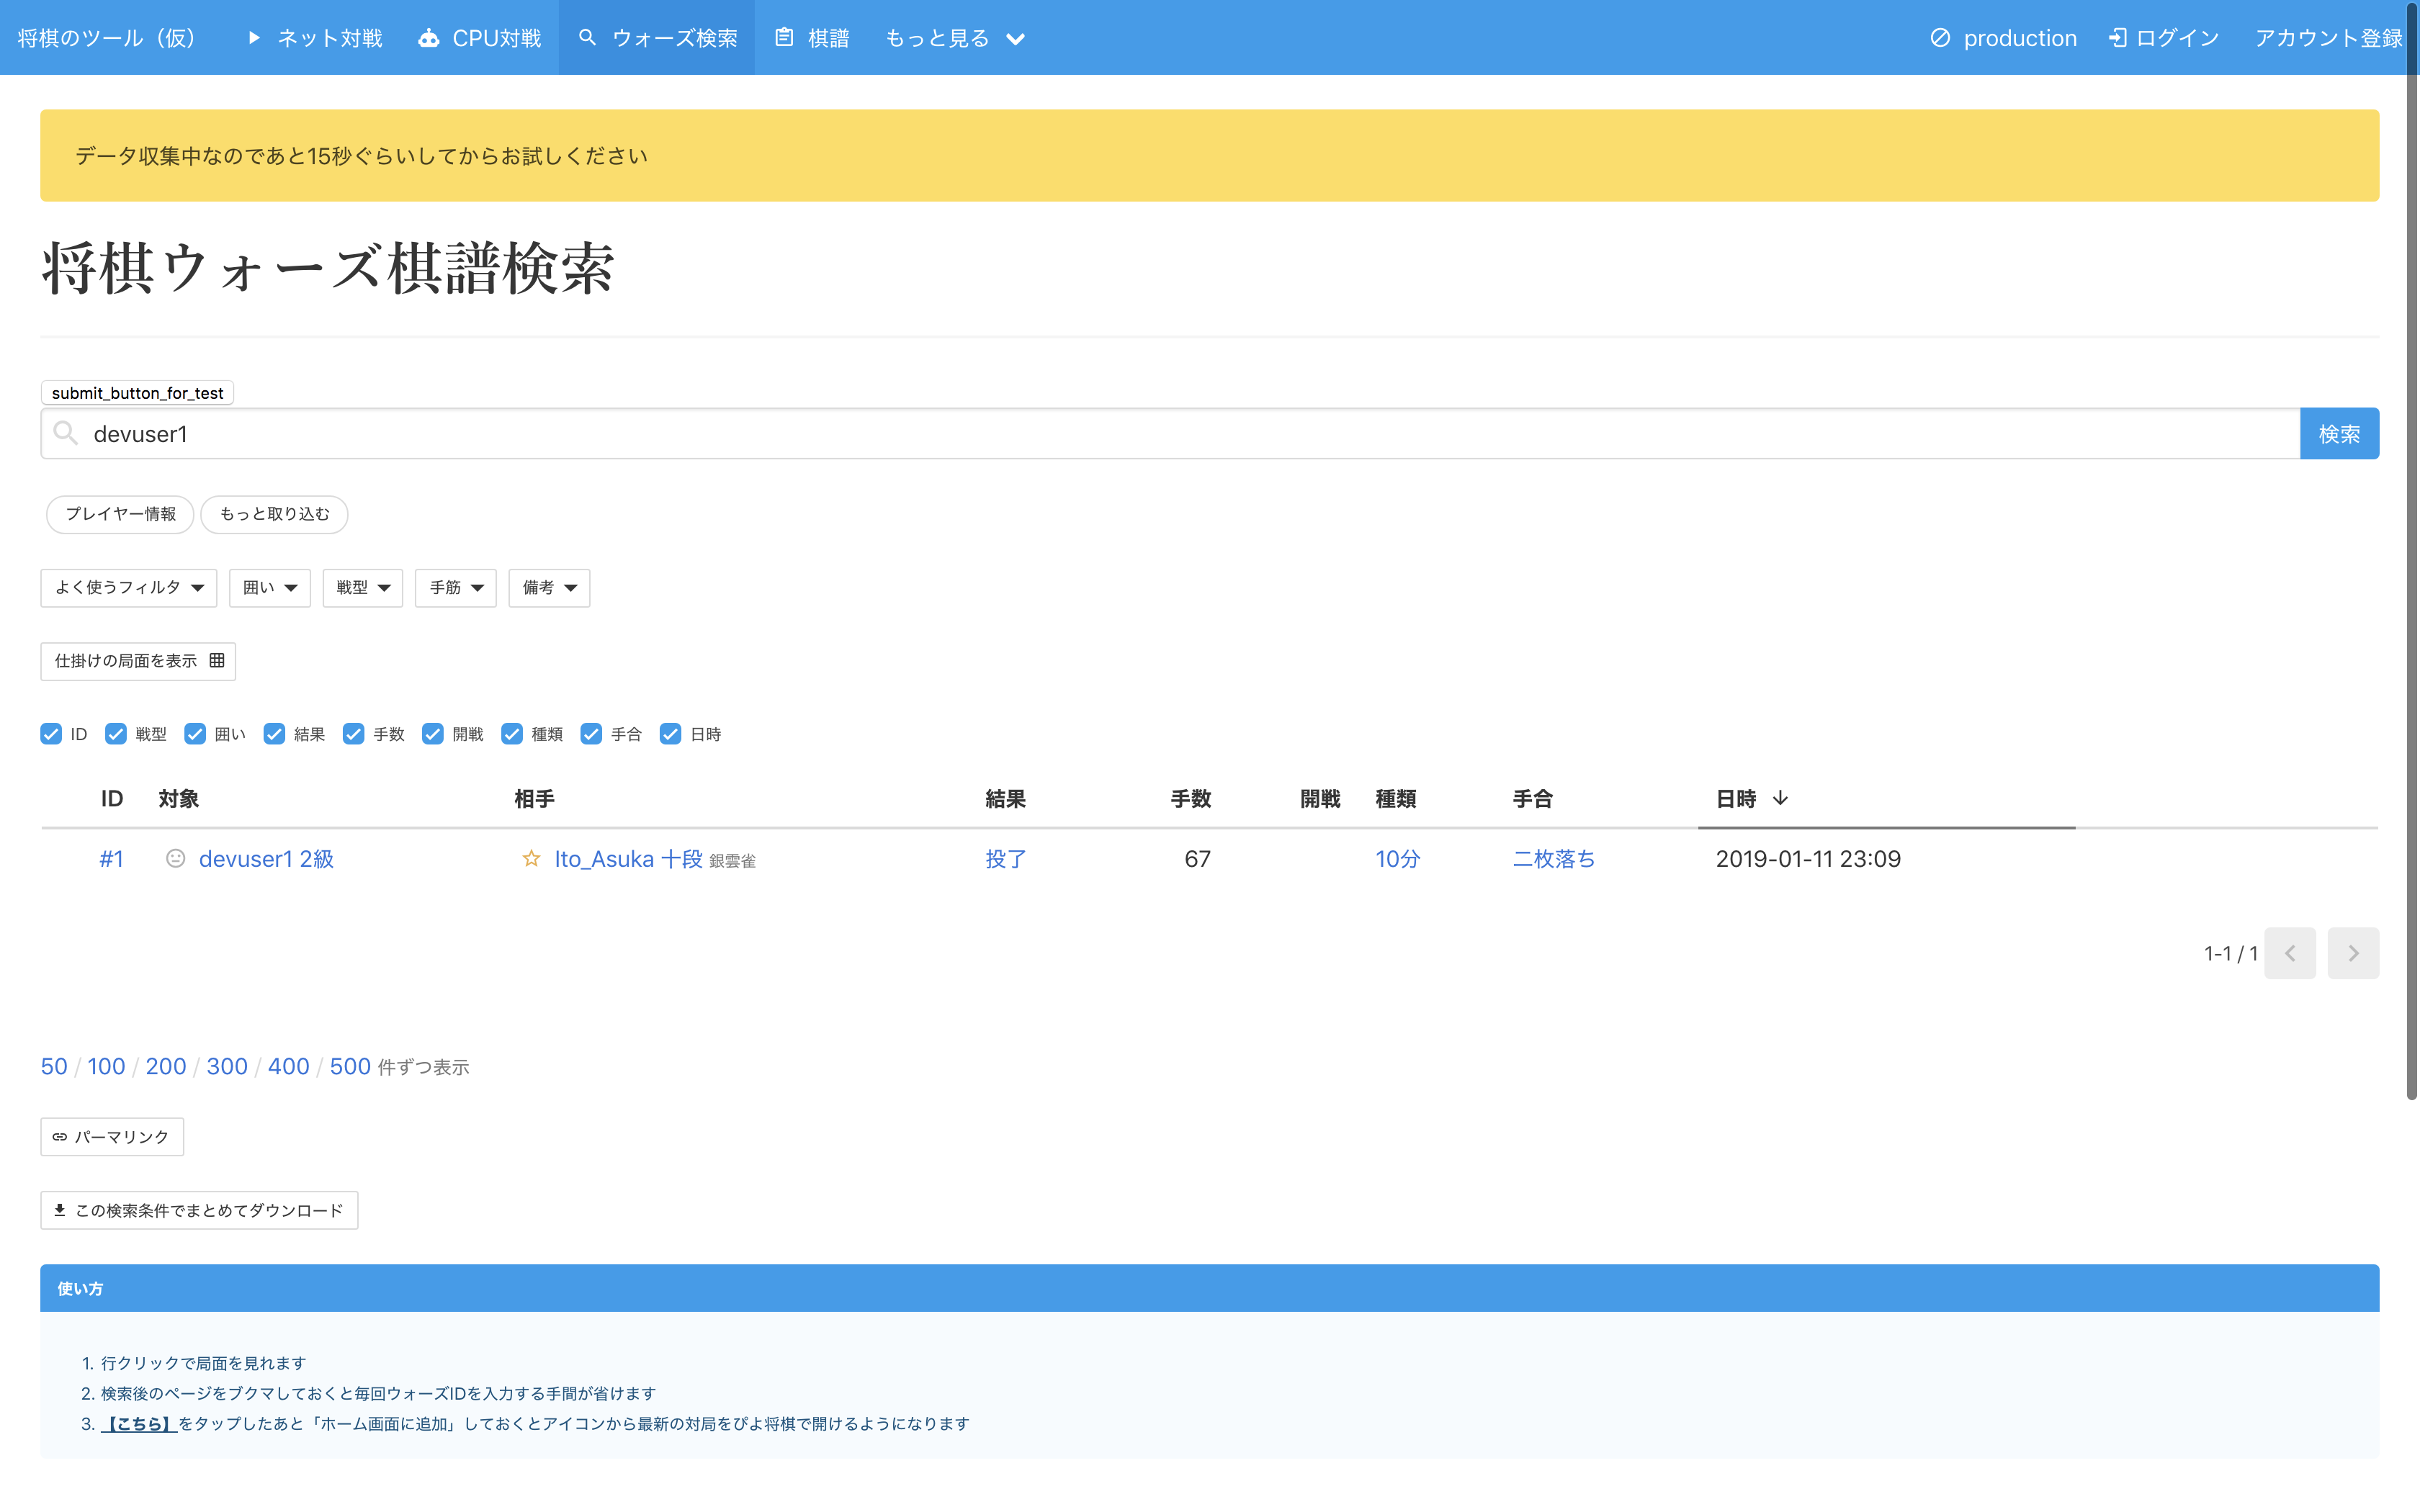 将棋のツール（仮） ネット対戦 CPU対戦 ウォーズ検索 棋譜 もっと見る production ログイン アカウント登録
データ収集中なのであと15秒ぐらいしてからお試しください
将棋ウォーズ棋譜検索
submit_button_for_test
devuser1 検索
プレイヤー情報 もっと取り込む
よく使うフィルタ 囲い 戦型 手筋 備考
仕掛けの局面を表示
ID 戦型 囲い 結果 手数 開戦 種類 手合 日時
ID 対象 相手 結果 手数 開戦 種類 手合 日時
#1 devuser1 2級 Ito_Asuka 十段 銀雲雀 投了 67 10分 二枚落ち 2019-01-11 23:09
1-1 / 1
50 / 100 / 200 / 300 / 400 / 500 件ずつ表示
パーマリンク
この検索条件でまとめてダウンロード
使い方
1. 行クリックで局面を見れます
2. 検索後のページをブクマしておくと毎回ウォーズIDを入力する手間が省けます
3. 【こちら】をタップしたあと「ホーム画面に追加」しておくとアイコンから最新の対局をぴよ将棋で開けるようになります